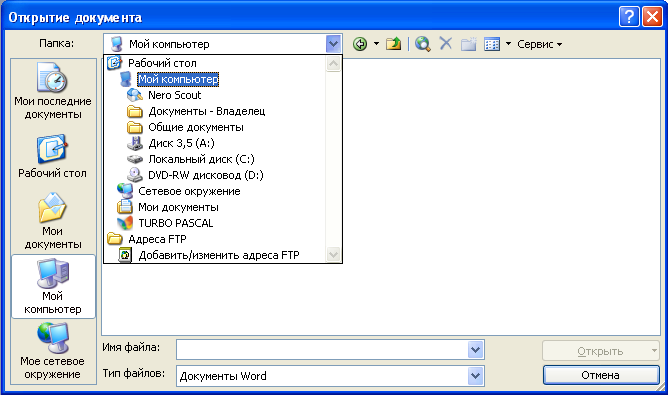 Открытие документа
Папка:
Мой компьютер
Сервис
Рабочий стол
Мой компьютер
Nero Scout
Документы - Владелец
Общие документы
Диск 3,5 (A:)
Локальный диск (C:)
DVD-RW дисковод (D:)
Сетевое окружение
Мои документы
TURBO PASCAL
Адреса FTP
Добавить/изменить адреса FTP
Мои последние
документы
Рабочий стол
Мои
документы
Мой
компьютер
Мое сетевое
окружение
Имя файла:
Открыть
Тип файлов:
Документы Word
Отмена